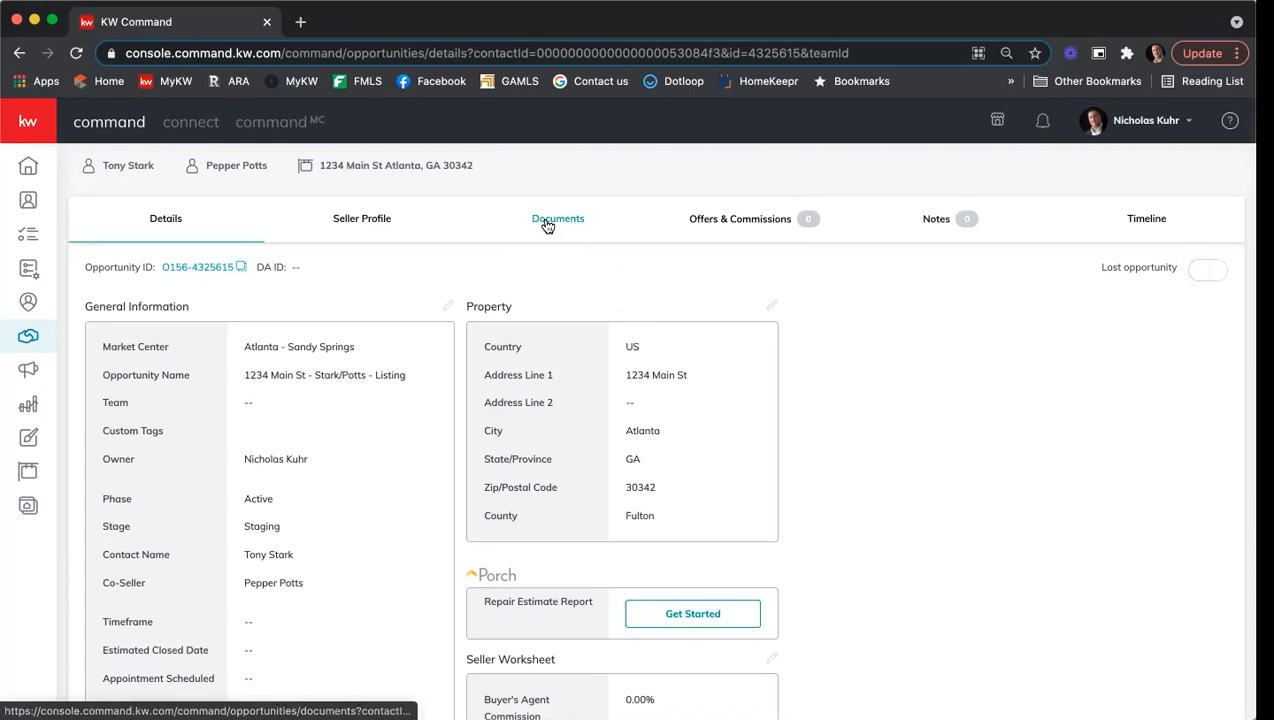 KW Command
console.command.kw.com/command/opportunities/details?contactId=0000000000000000053084f3&id=4325615&teamId
Update
Apps
Home
MyKW
ARA
MyKW
FMLS
Facebook
GAMLS
Contact us
Dotloop
HomeKeepr
Bookmarks
»
Other Bookmarks
Reading List
kw
command
connect
command MC
Nicholas Kuhr
Tony Stark
Pepper Potts
1234 Main St Atlanta, GA 30342
Details
Seller Profile
Documents
Offers & Commissions 0
Notes 0
Timeline
Opportunity ID: O156-4325615 DA ID: --
Lost opportunity
General Information
Market Center Atlanta - Sandy Springs
Opportunity Name 1234 Main St - Stark/Potts - Listing
Team --
Custom Tags
Owner Nicholas Kuhr
Phase Active
Stage Staging
Contact Name Tony Stark
Co-Seller Pepper Potts
Timeframe --
Estimated Closed Date --
Appointment Scheduled --
Property
Country US
Address Line 1 1234 Main St
Address Line 2 --
City Atlanta
State/Province GA
Zip/Postal Code 30342
County Fulton
Porch
Repair Estimate Report Get Started
Seller Worksheet
Buyer's Agent 0.00%
Commission
https://console.command.kw.com/command/opportunities/documents?contactI...